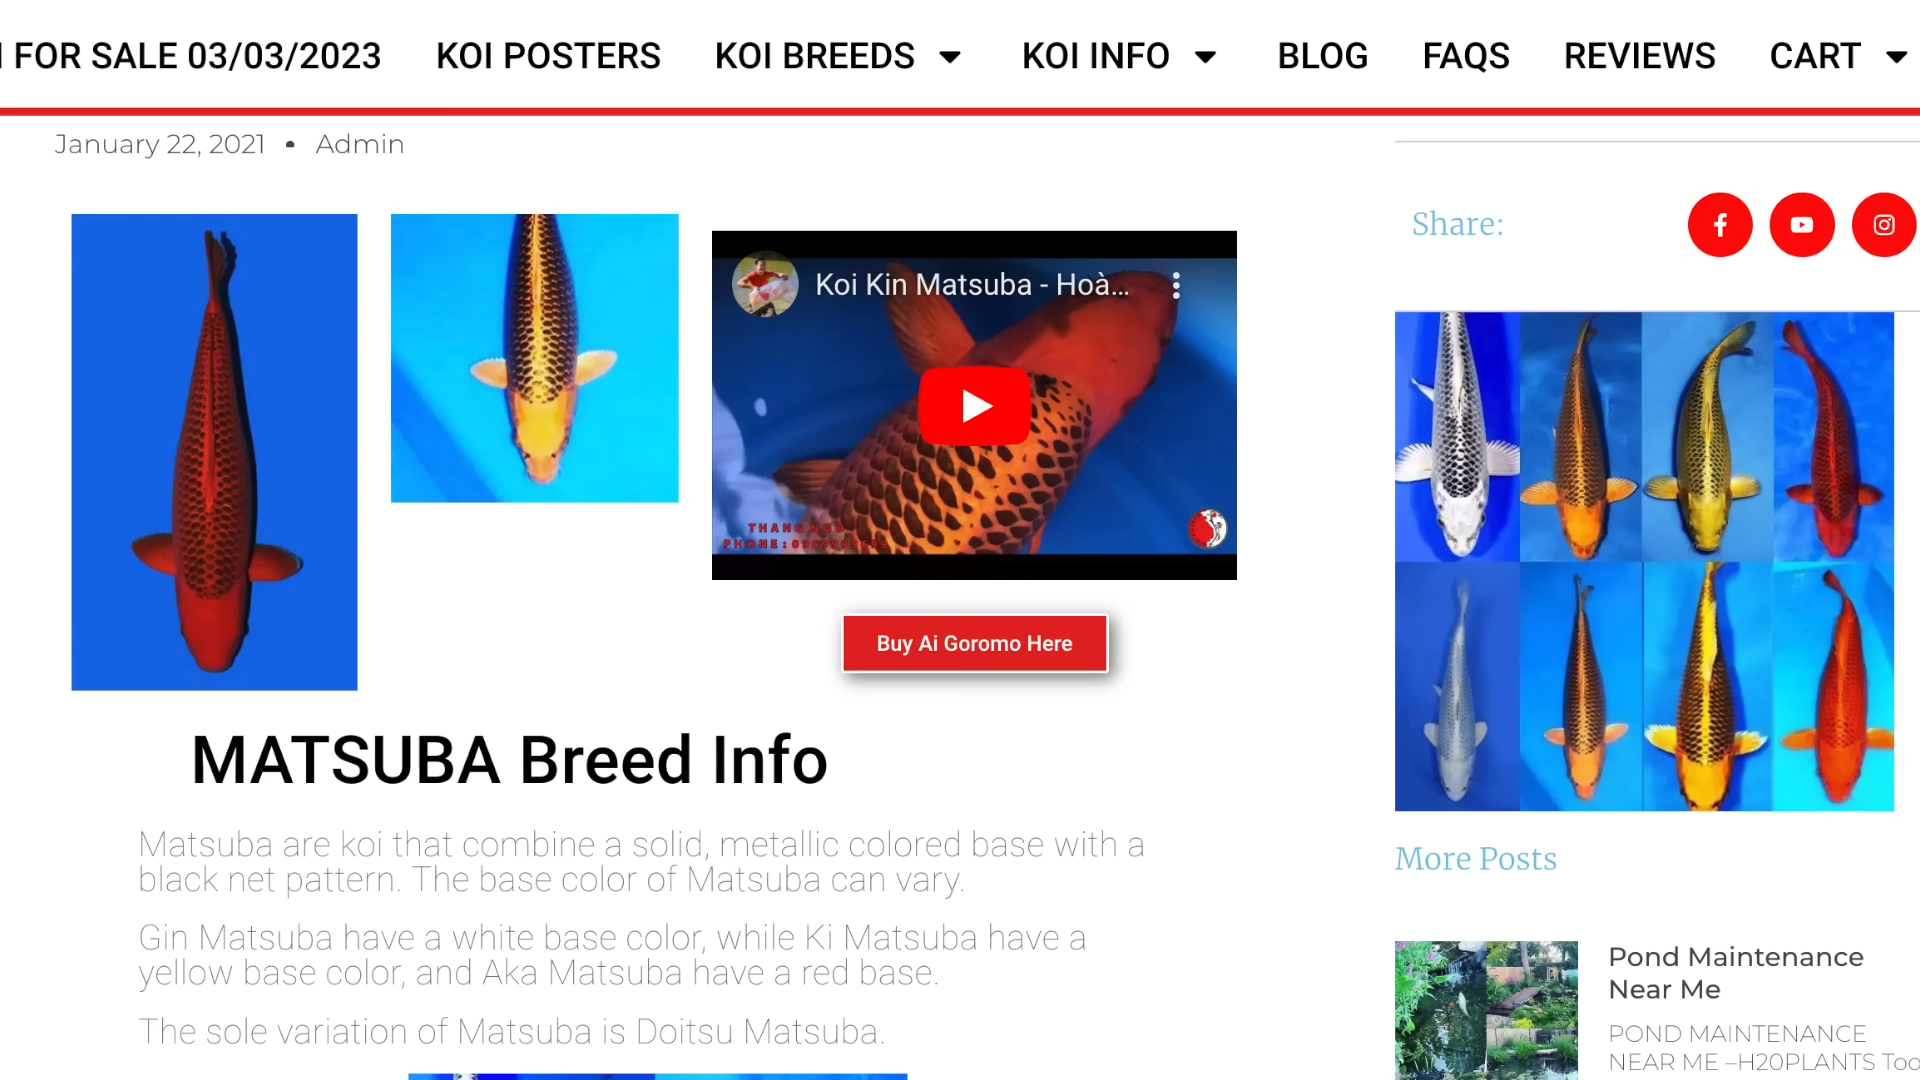 FOR SALE 03/03/2023 KOI POSTERS KOI BREEDS KOI INFO BLOG FAQS REVIEWS CART
January 22, 2021 • Admin
Share:
Koi Kin Matsuba - Hoà...
Buy Ai Goromo Here
MATSUBA Breed Info
Matsuba are koi that combine a solid, metallic colored base with a
black net pattern. The base color of Matsuba can vary.
Gin Matsuba have a white base color, while Ki Matsuba have a
yellow base color, and Aka Matsuba have a red base.
The sole variation of Matsuba is Doitsu Matsuba.
More Posts
Pond Maintenance
Near Me
POND MAINTENANCE
NEAR ME –H20PLANTS Too